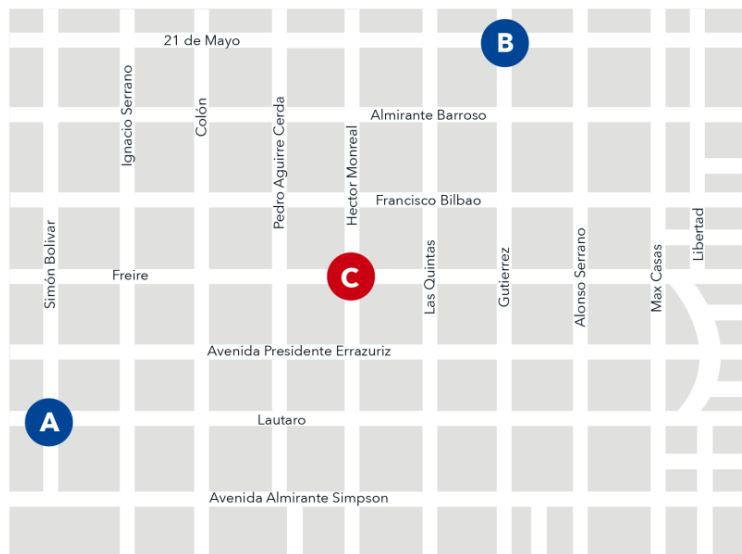 21 de Mayo
B
Ignacio Serrano
Colón
Pedro Aguirre Cerda
Hector Monreal
Almirante Barroso
Francisco Bilbao
Simón Bolivar
Freire
C
Las Quintas
Gutierrez
Alonso Serrano
Max Casas
Libertad
Avenida Presidente Errazuriz
A
Lautaro
Avenida Almirante Simpson